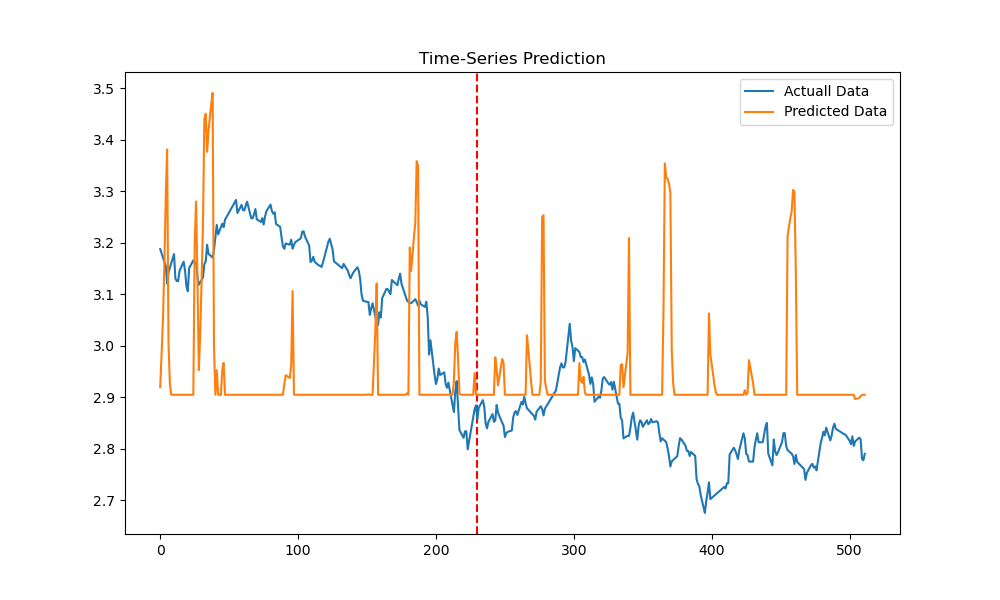 Time-Series Prediction
Actuall Data
Predicted Data
3.5
3.4
3.3
3.2
3.1
3.0
2.9
2.8
2.7
0 100 200 300 400 500